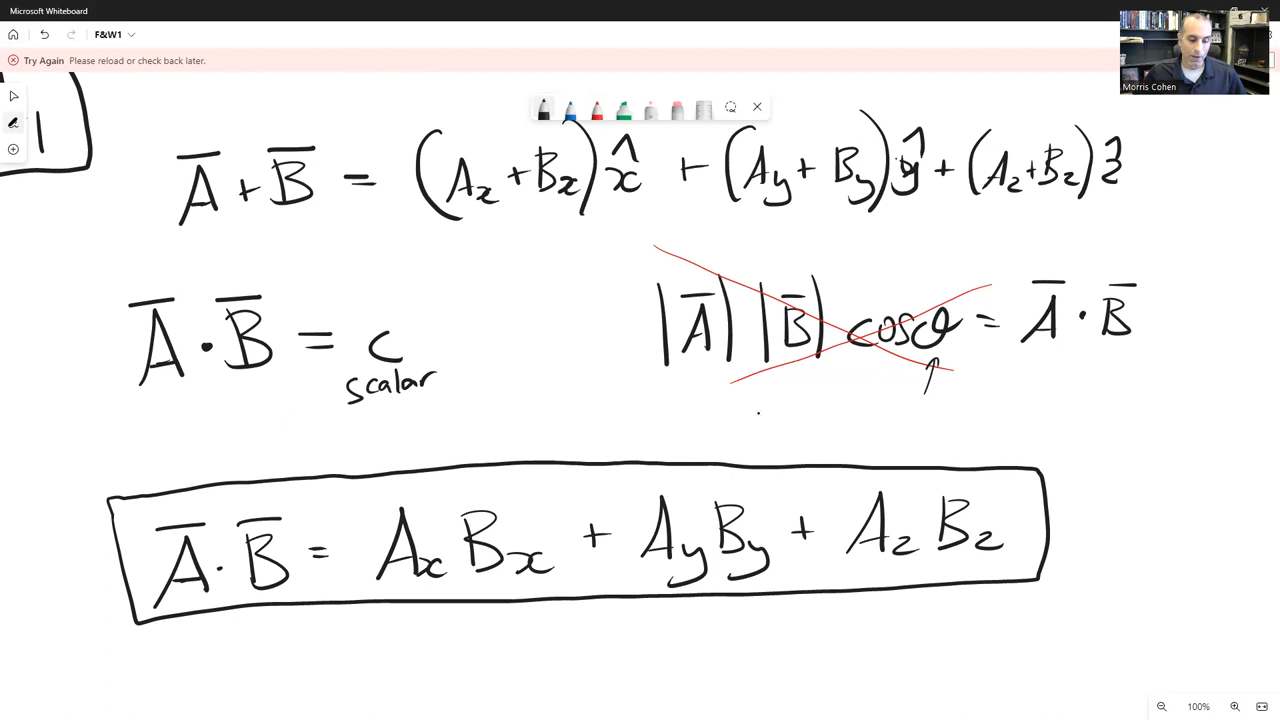 Microsoft Whiteboard
F&W1
Try Again Please reload or check back later.
Morris Cohen
1
A̅ + B̅ = (Ax + Bx) x̂ + (Ay + By) ŷ + (Az + Bz) ẑ
A̅ · B̅ = c
scalar
|A̅| |B̅| cosθ = A̅ · B̅
↑
A̅ · B̅ = AxBx + AyBy + AzBz
100%